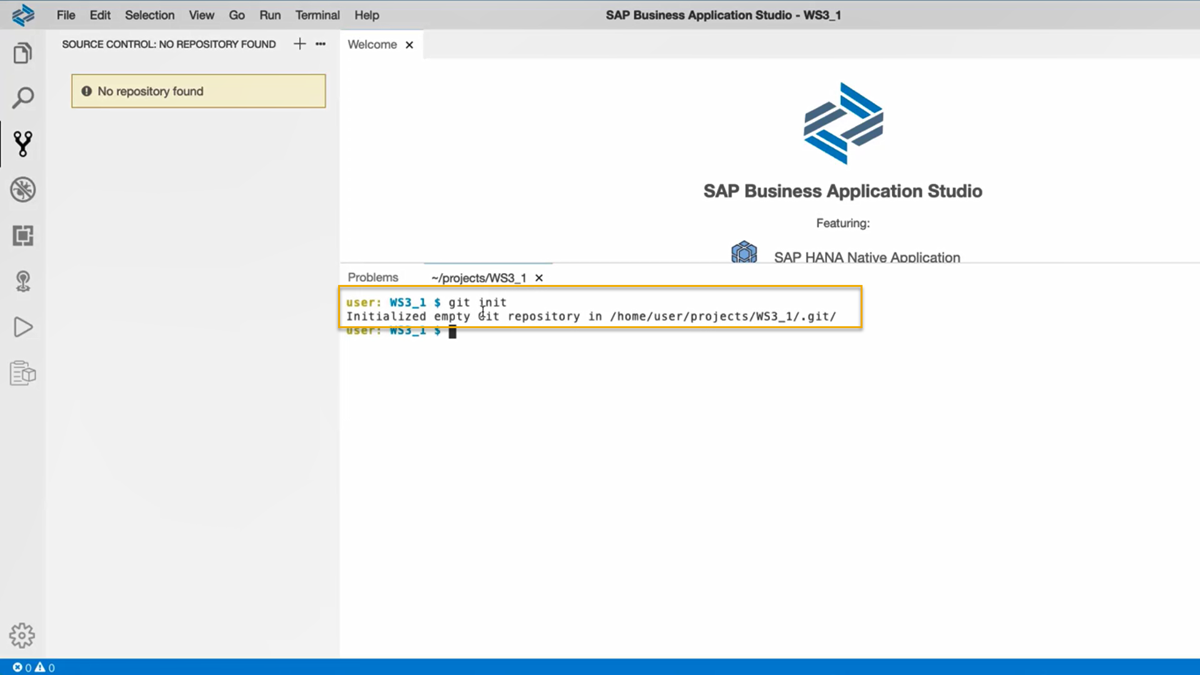 File Edit Selection View Go Run Terminal Help
SAP Business Application Studio - WS3_1
SOURCE CONTROL: NO REPOSITORY FOUND
No repository found
Welcome
SAP Business Application Studio
Featuring:
SAP HANA Native Application
Problems ~/projects/WS3_1
user: WS3_1 $ git init
Initialized empty Git repository in /home/user/projects/WS3_1/.git/
user: WS3_1 $
0 0